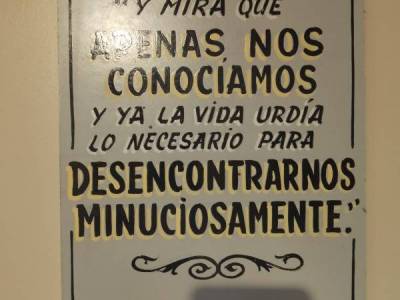 "Y MIRA QUE
APENAS NOS
CONOCÍAMOS
Y YA LA VIDA URDÍA
LO NECESARIO PARA
DESENCONTRARNOS
MINUCIOSAMENTE."